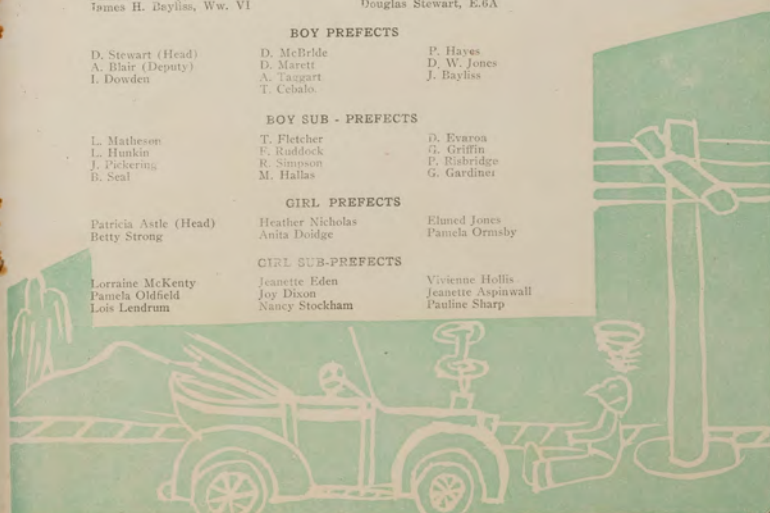 James H. Bayliss, Ww. VI Douglas Stewart, E.6A
BOY PREFECTS
D. Stewart (Head) D. McBride P. Hayes
A. Blair (Deputy) D. Marett D. W. Jones
I. Dowden A. Taggart J. Bayliss
T. Cebalo
BOY SUB - PREFECTS
L. Matheson T. Fletcher D. Evaroa
L. Hunkin F. Ruddock G. Griffin
J. Pickering R. Simpson P. Risbridge
B. Seal M. Hallas G. Gardiner
GIRL PREFECTS
Patricia Astle (Head) Heather Nicholas Eluned Jones
Betty Strong Anita Doidge Pamela Ormsby
GIRL SUB-PREFECTS
Lorraine McKenty Jeanette Eden Vivienne Hollis
Pamela Oldfield Joy Dixon Jeanette Aspinwall
Lois Lendrum Nancy Stockham Pauline Sharp